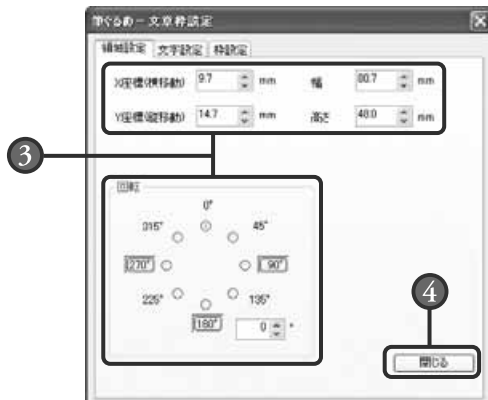 筆ぐるめ－文章枠設定
領域設定 文字設定 枠設定
X座標(横移動) 9.7 mm 幅 80.7 mm
Y座標(縦移動) 14.7 mm 高さ 48.0 mm
3
回転
0°
315° 45°
270° 90°
225° 135°
180° 0 °
4
閉じる